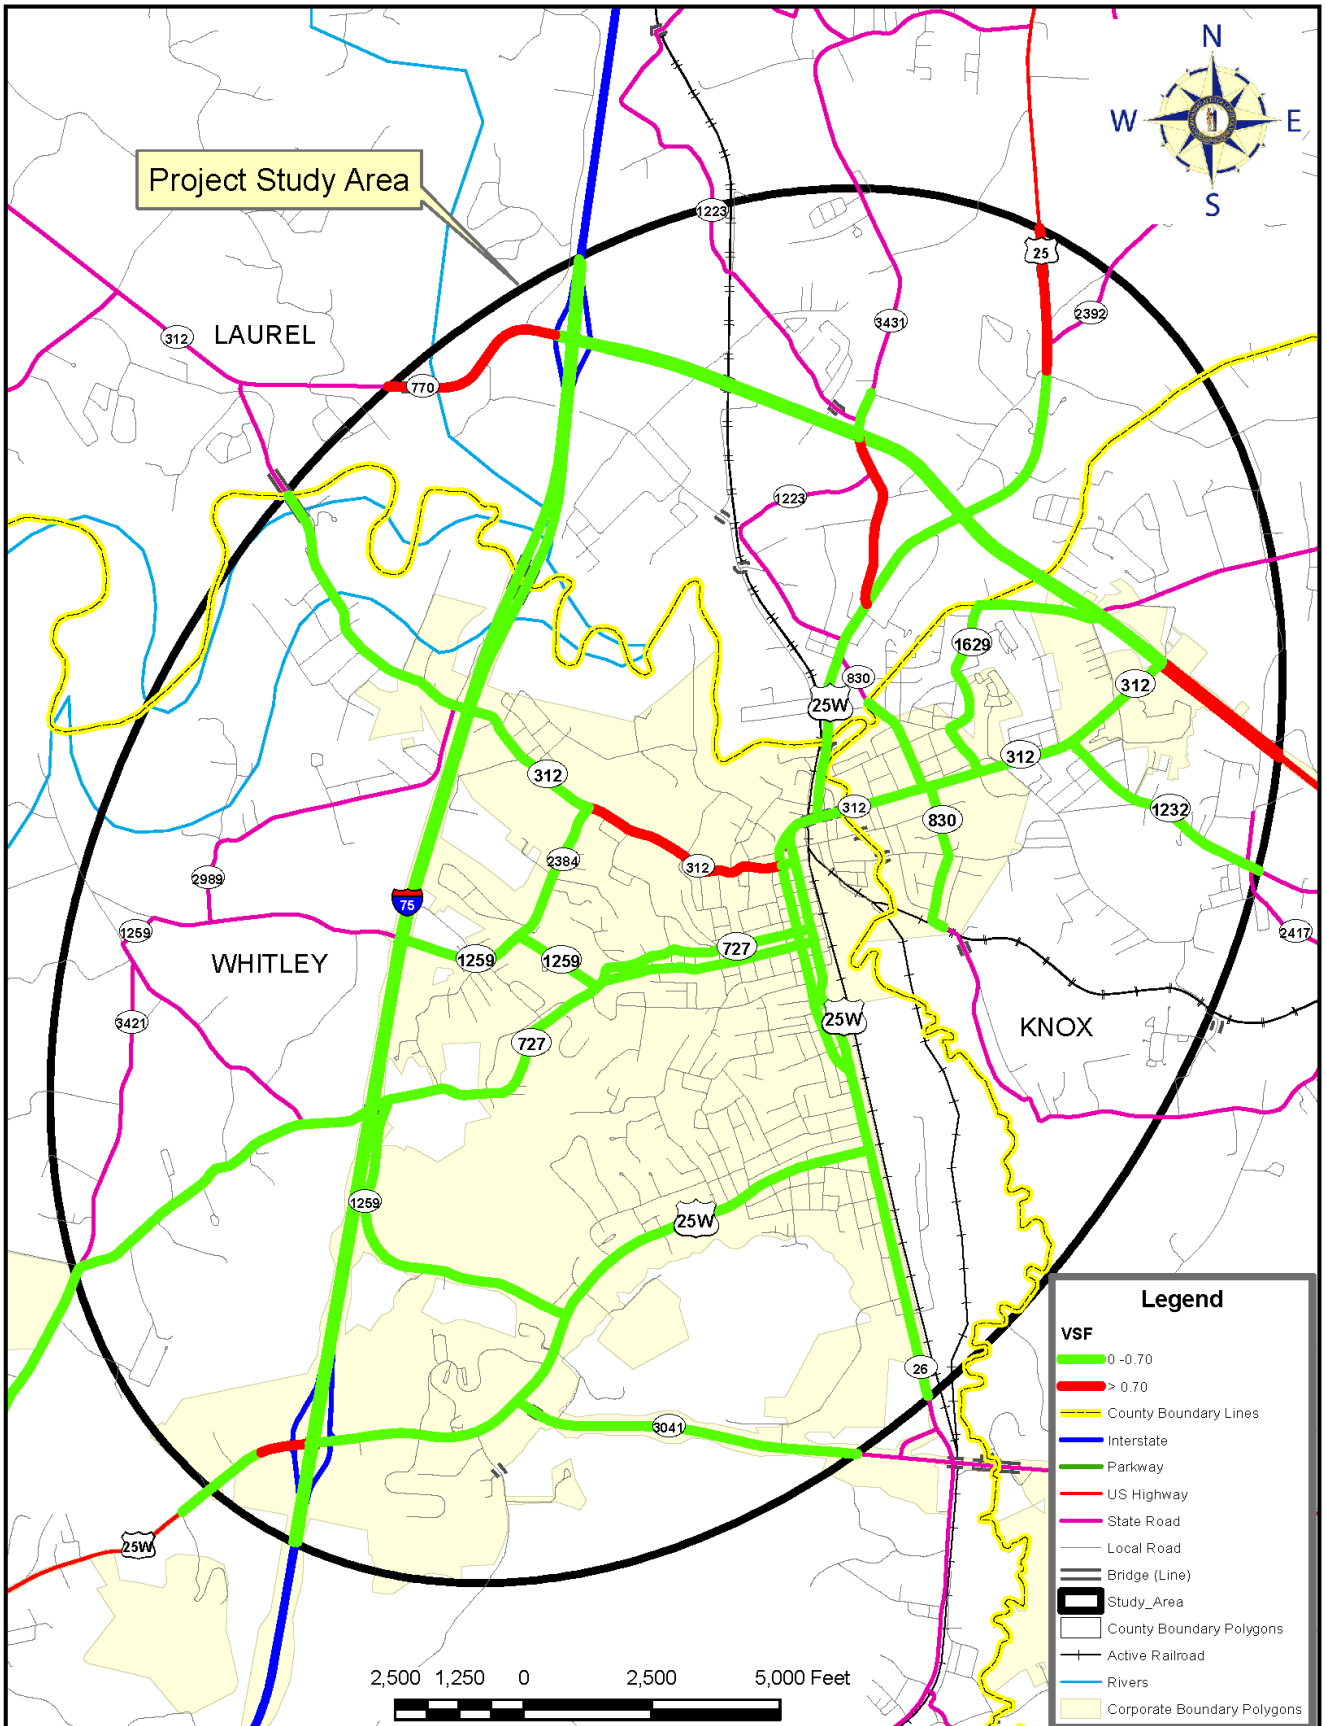 N
W E
S
Project Study Area
1223
25
3431
2392
312
LAUREL
770
1223
1629
830
312
25W
312
312
312
830
1232
2384
312
2989
75
1259
727
2417
1259
1259
WHITLEY
25W
3421
KNOX
727
1259
25W
26
3041
25W
Legend
VSF
0 -0.70
> 0.70
County Boundary Lines
Interstate
Parkway
US Highway
State Road
Local Road
Bridge (Line)
Study_Area
County Boundary Polygons
Active Railroad
Rivers
Corporate Boundary Polygons
2,500 1,250 0 2,500 5,000 Feet